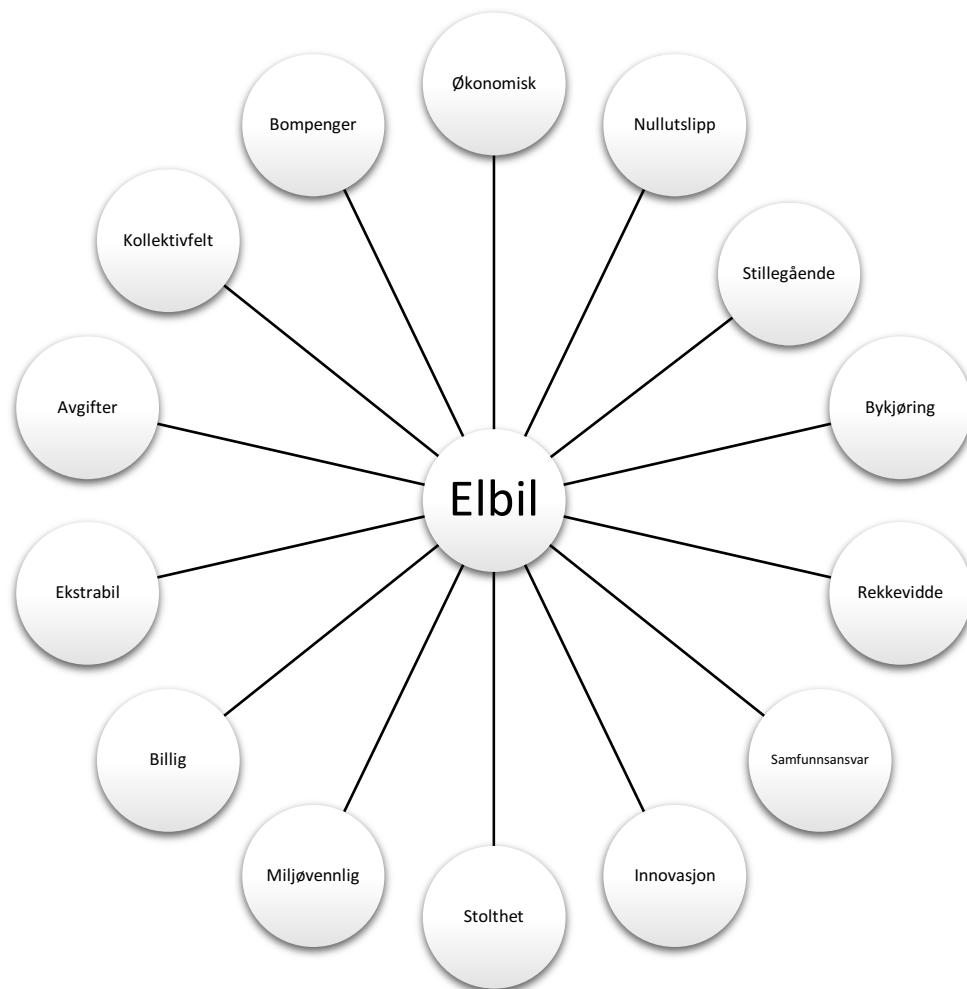 Økonomisk
Bompenger
Nullutslipp
Kollektivfelt
Stillegående
Avgifter
Bykjøring
Elbil
Ekstrabil
Rekkevidde
Billig
Samfunnsansvar
Miljøvennlig
Innovasjon
Stolthet